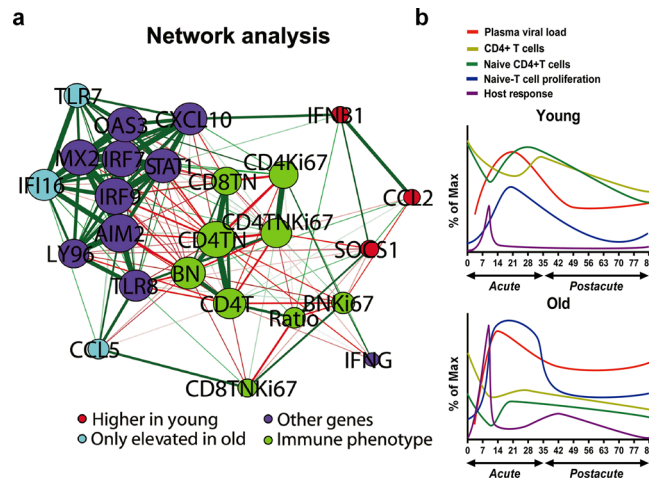 a
Network analysis
TLR7
OAS3
CXCL10
IFNB1
MX2
IRF7
STAT1
CD4Ki67
IFI16
CD8TN
IRF9
CCL2
CD4TNKi67
AIM2
CD4TN
SOCS1
LY96
BN
TLR8
CD4T
BNKi67
Ratio
CCL5
IFNG
CD8TNKi67
Higher in young
Other genes
Only elevated in old
Immune phenotype
b
Plasma viral load
CD4+ T cells
Naive CD4+T cells
Naive-T cell proliferation
Host response
Young
% of Max
0 7 14 21 28 35 42 49 56 63 70 77 8
Acute Postacute
Old
% of Max
0 7 14 21 28 35 42 49 56 63 70 77 8
Acute Postacute